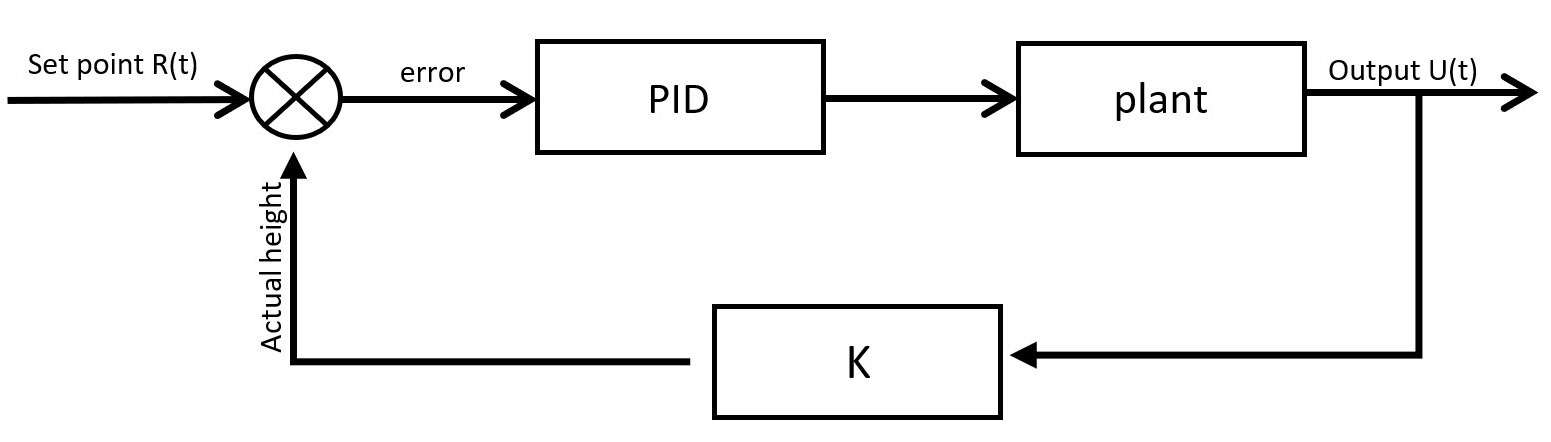 Set point R(t)
error
PID
plant
Output U(t)
Actual height
K